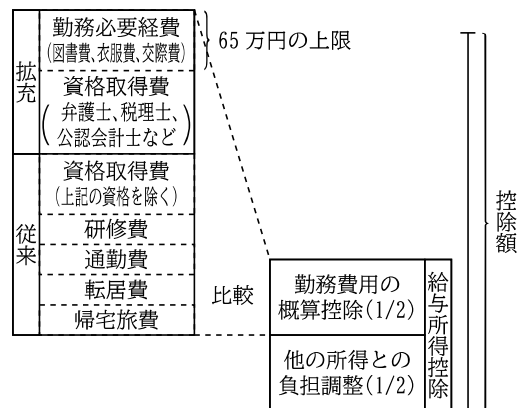 拡充
勤務必要経費
(図書費、衣服費、交際費)
65 万円の上限
資格取得費
(弁護士、税理士、
公認会計士など)
従来
資格取得費
(上記の資格を除く)
研修費
通勤費
転居費
帰宅旅費
比較
勤務費用の
概算控除(1/2)
他の所得との
負担調整(1/2)
給与所得控除
控除額